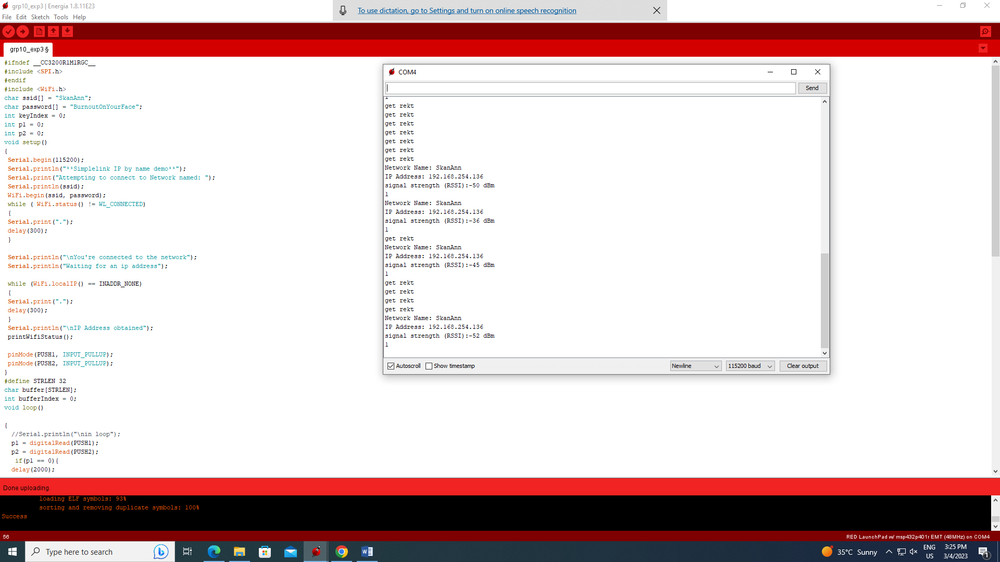 grp10_exp3 | Energia 1.8.11E23
To use dictation, go to Settings and turn on online speech recognition
File Edit Sketch Tools Help
grp10_exp3 §
#ifndef __CC3200R1M1RGC__
#include <SPI.h>
#endif
#include <WiFi.h>
char ssid[] = "SkanAnn";
char password[] = "BurnoutOnYourFace";
int keyIndex = 0;
int p1 = 0;
int p2 = 0;
void setup()
{
Serial.begin(115200);
Serial.println("**Simplelink IP by name demo**");
Serial.print("Attempting to connect to Network named: ");
Serial.println(ssid);
WiFi.begin(ssid, password);
while ( WiFi.status() != WL_CONNECTED)
{
Serial.print(".");
delay(300);
}
Serial.println("\nYou're connected to the network");
Serial.println("Waiting for an ip address");
while (WiFi.localIP() == INADDR_NONE)
{
Serial.print(".");
delay(300);
}
Serial.println("\nIP Address obtained");
printWifiStatus();
pinMode(PUSH1, INPUT_PULLUP);
pinMode(PUSH2, INPUT_PULLUP);
}
#define STRLEN 32
char buffer[STRLEN];
int bufferIndex = 0;
void loop()
{
//Serial.println("\nin loop");
p1 = digitalRead(PUSH1);
p2 = digitalRead(PUSH2);
if(p1 == 0){
delay(2000);
COM4
Send
1
get rekt
get rekt
get rekt
get rekt
get rekt
get rekt
get rekt
Network Name: SkanAnn
IP Address: 192.168.254.136
signal strength (RSSI):-50 dBm
1
Network Name: SkanAnn
IP Address: 192.168.254.136
signal strength (RSSI):-36 dBm
1
get rekt
Network Name: SkanAnn
IP Address: 192.168.254.136
signal strength (RSSI):-45 dBm
1
get rekt
get rekt
get rekt
get rekt
Network Name: SkanAnn
IP Address: 192.168.254.136
signal strength (RSSI):-52 dBm
1
Autoscroll Show timestamp Newline 115200 baud Clear output
Done uploading.
loading ELF symbols: 93%
sorting and removing duplicate symbols: 100%
Success
56 RED LaunchPad w/ msp432p401r EMT (48MHz) on COM4
Type here to search
35°C Sunny
ENG
US
3:25 PM
3/4/2023
1